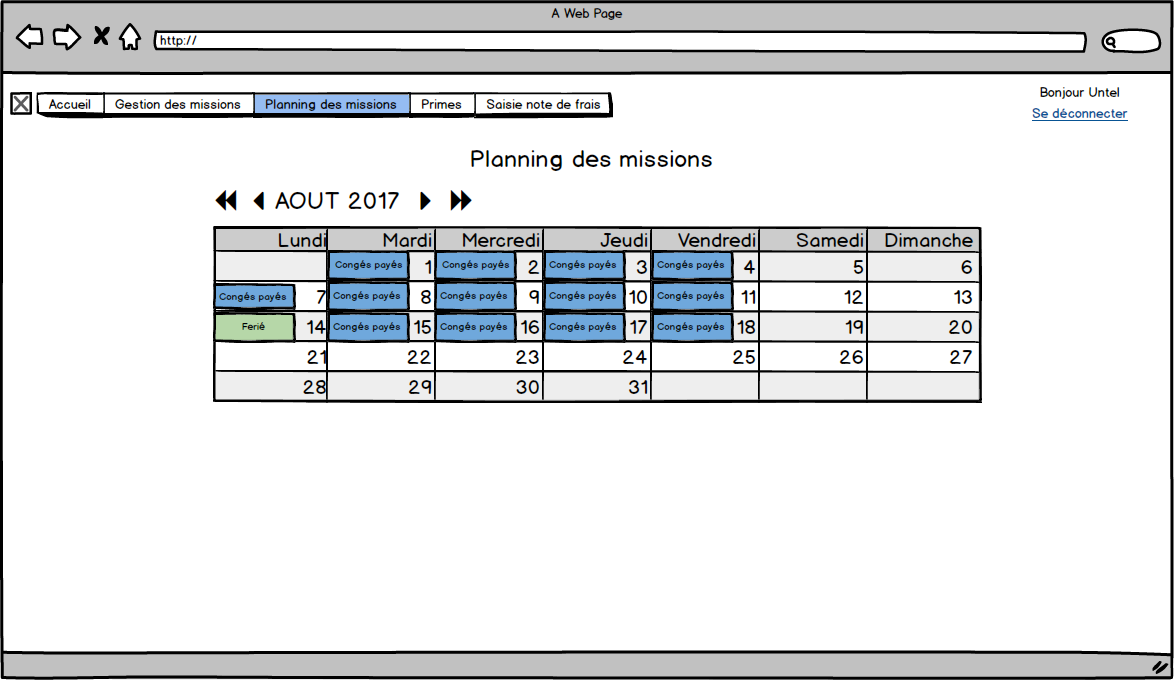 A Web Page
http://
Accueil Gestion des missions Planning des missions Primes Saisie note de frais
Bonjour Untel
Se déconnecter
Planning des missions
AOUT 2017
Lundi Mardi Mercredi Jeudi Vendredi Samedi Dimanche
Congés payés 1 Congés payés 2 Congés payés 3 Congés payés 4 5 6
Congés payés 7 Congés payés 8 Congés payés 9 Congés payés 10 Congés payés 11 12 13
Ferié 14 Congés payés 15 Congés payés 16 Congés payés 17 Congés payés 18 19 20
21 22 23 24 25 26 27
28 29 30 31